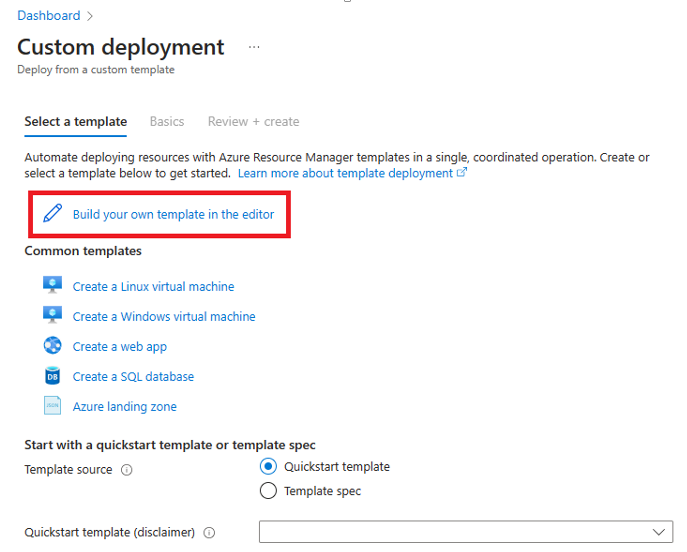 Dashboard >
Custom deployment ...
Deploy from a custom template
Select a template Basics Review + create
Automate deploying resources with Azure Resource Manager templates in a single, coordinated operation. Create or
select a template below to get started. Learn more about template deployment
Build your own template in the editor
Common templates
Create a Linux virtual machine
Create a Windows virtual machine
Create a web app
DB Create a SQL database
JSON Azure landing zone
Start with a quickstart template or template spec
Template source Quickstart template
Template spec
Quickstart template (disclaimer)